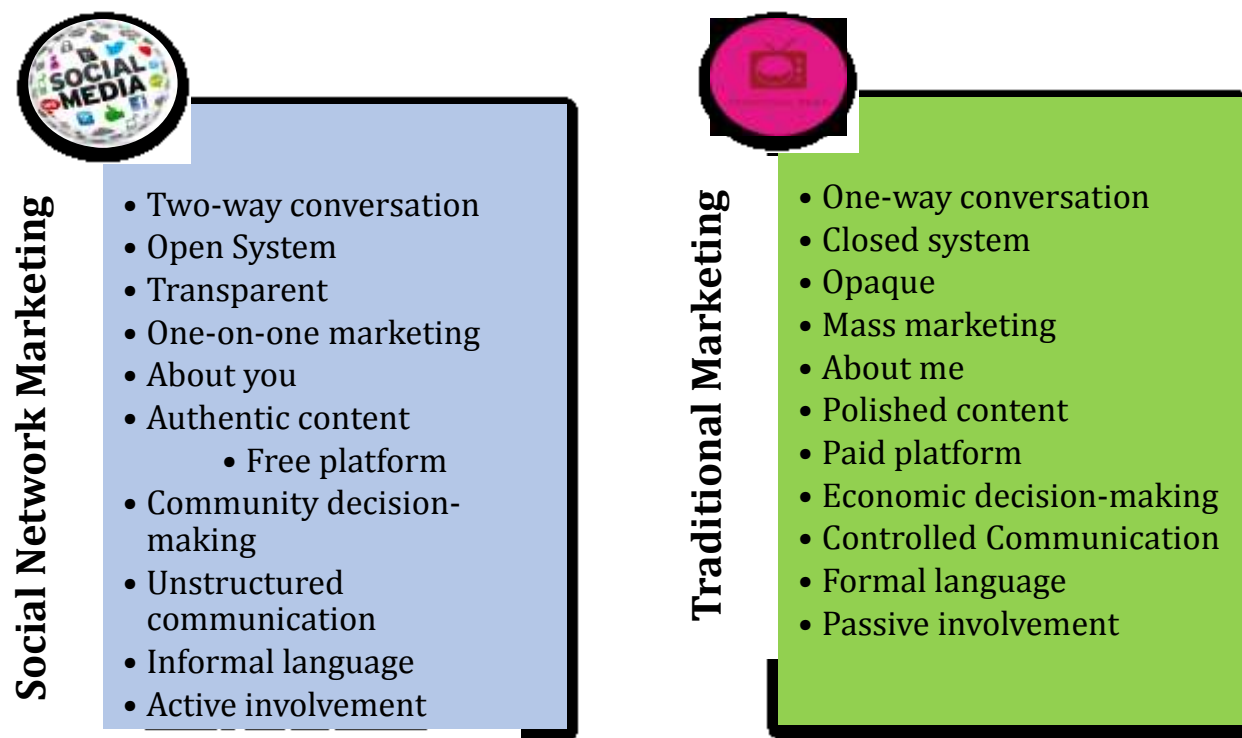 SOCIAL
MEDIA
Social Network Marketing
• Two-way conversation
• Open System
• Transparent
• One-on-one marketing
• About you
• Authentic content
• Free platform
• Community decision-
making
• Unstructured
communication
• Informal language
• Active involvement
Traditional Marketing
• One-way conversation
• Closed system
• Opaque
• Mass marketing
• About me
• Polished content
• Paid platform
• Economic decision-making
• Controlled Communication
• Formal language
• Passive involvement